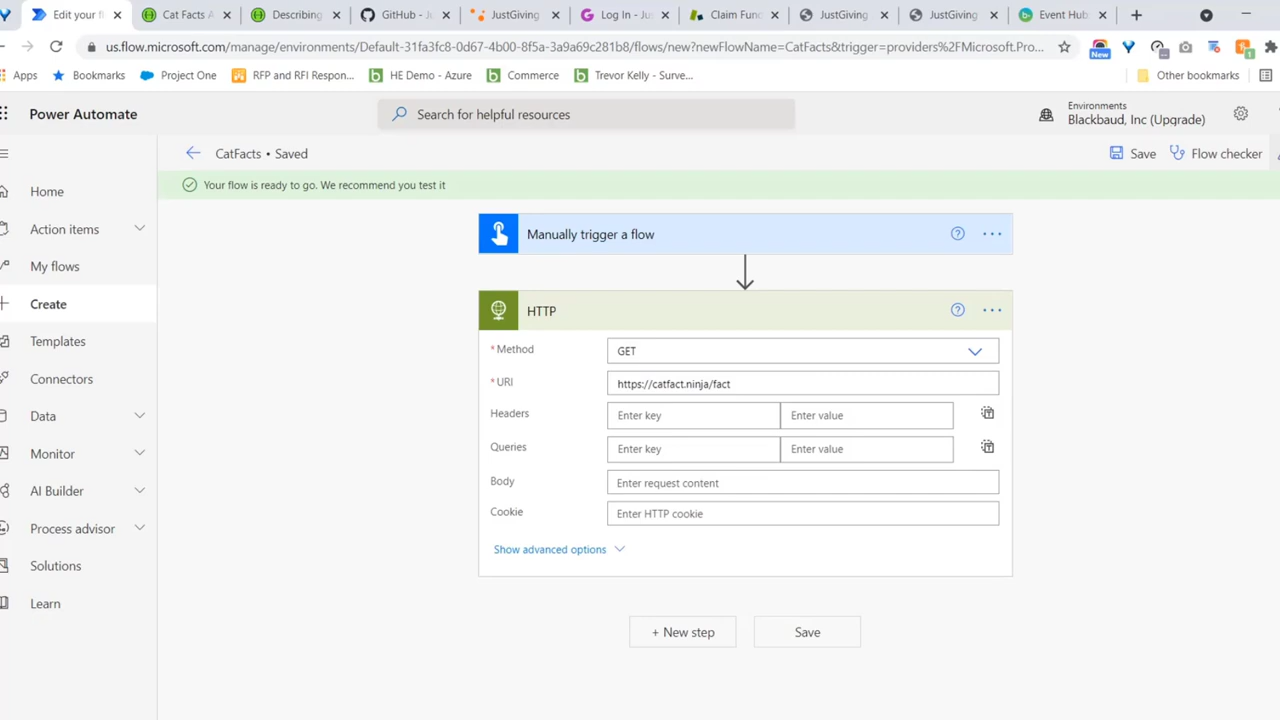 Edit your f
Cat Facts A
Describing
GitHub - J
JustGiving
Log In - Ju
Claim Func
JustGiving
JustGiving
Event Hub
us.flow.microsoft.com/manage/environments/Default-31fa3fc8-0d67-4b00-8f5a-3a9a69c281b8/flows/new?newFlowName=CatFacts&trigger=providers%2FMicrosoft.Pro...
New
1
Apps
Bookmarks
Project One
RFP and RFI Respon...
HE Demo - Azure
Commerce
Trevor Kelly - Surve...
Other bookmarks
Power Automate
Search for helpful resources
Environments
Blackbaud, Inc (Upgrade)
CatFacts • Saved
Save
Flow checker
Your flow is ready to go. We recommend you test it
Home
Action items
My flows
Create
Templates
Connectors
Data
Monitor
AI Builder
Process advisor
Solutions
Learn
Manually trigger a flow
HTTP
* Method
GET
* URI
https://catfact.ninja/fact
Headers
Enter key
Enter value
Queries
Enter key
Enter value
Body
Enter request content
Cookie
Enter HTTP cookie
Show advanced options
+ New step
Save